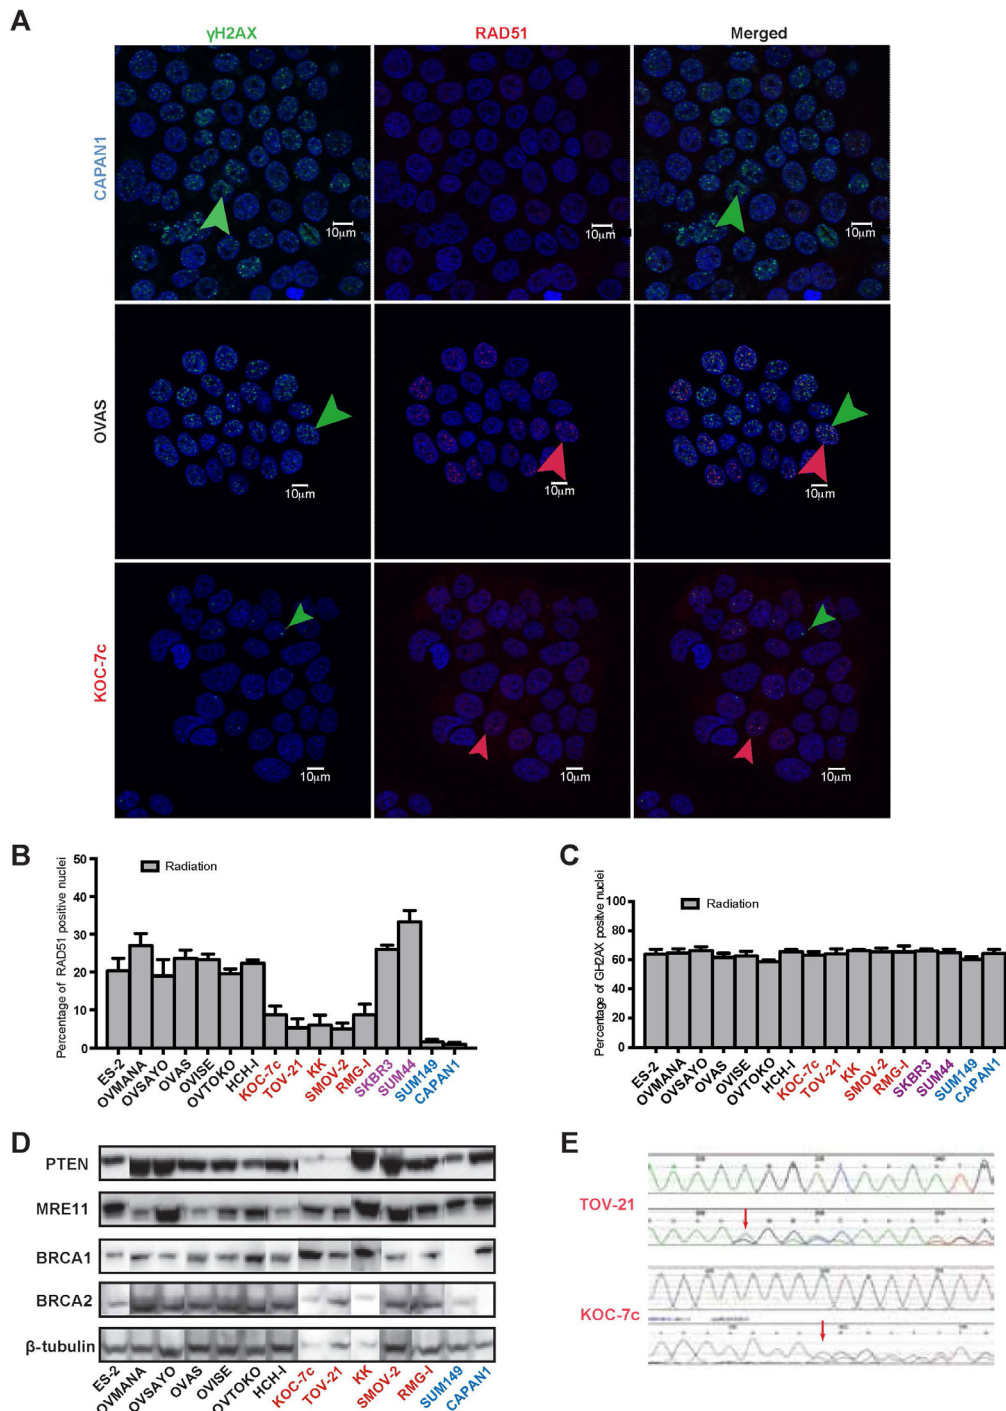 A
γH2AX
RAD51
Merged
CAPAN1
10μm
10μm
10μm
OVAS
10μm
10μm
10μm
KOC-7c
10μm
10μm
10μm
B
Percentage of RAD51 positive nuclei
50
40
30
20
10
0
Radiation
ES-2
OVMANA
OVSAYO
OVAS
OVISE
OVTOKO
HCH-I
KOC-7c
TOV-21
KK
SMOV-2
RMG-I
SKBR3
SUM44
SUM149
CAPAN1
C
Percentage of GH2AX positve nuclei
100
80
60
40
20
0
Radiation
ES-2
OVMANA
OVSAYO
OVAS
OVISE
OVTOKO
HCH-I
KOC-7c
TOV-21
KK
SMOV-2
RMG-I
SKBR3
SUM44
SUM149
CAPAN1
D
PTEN
MRE11
BRCA1
BRCA2
β-tubulin
ES-2
OVMANA
OVSAYO
OVAS
OVISE
OVTOKO
HCH-I
KOC-7c
TOV-21
KK
SMOV-2
RMG-I
SUM149
CAPAN1
E
TOV-21
KOC-7c